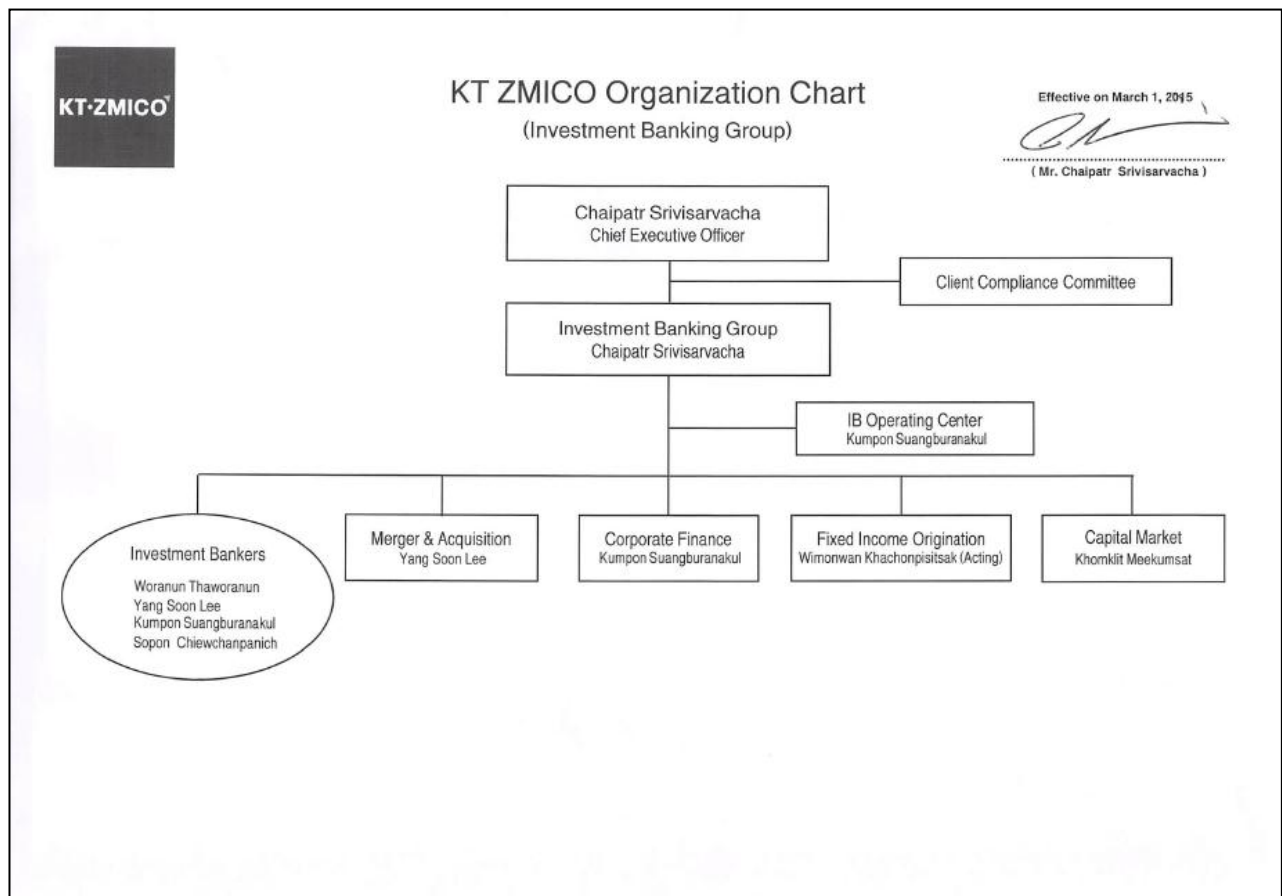 KT·ZMICO
KT ZMICO Organization Chart
(Investment Banking Group)
Effective on March 1, 2015
( Mr. Chaipatr Srivisarvacha )
Chaipatr Srivisarvacha
Chief Executive Officer
Client Compliance Committee
Investment Banking Group
Chaipatr Srivisarvacha
IB Operating Center
Kumpon Suangburanakul
Investment Bankers
Woranun Thaworanun
Yang Soon Lee
Kumpon Suangburanakul
Sopon Chiewchanpanich
Merger & Acquisition
Yang Soon Lee
Corporate Finance
Kumpon Suangburanakul
Fixed Income Origination
Wimonwan Khachonpisitsak (Acting)
Capital Market
Khomklit Meekumsat